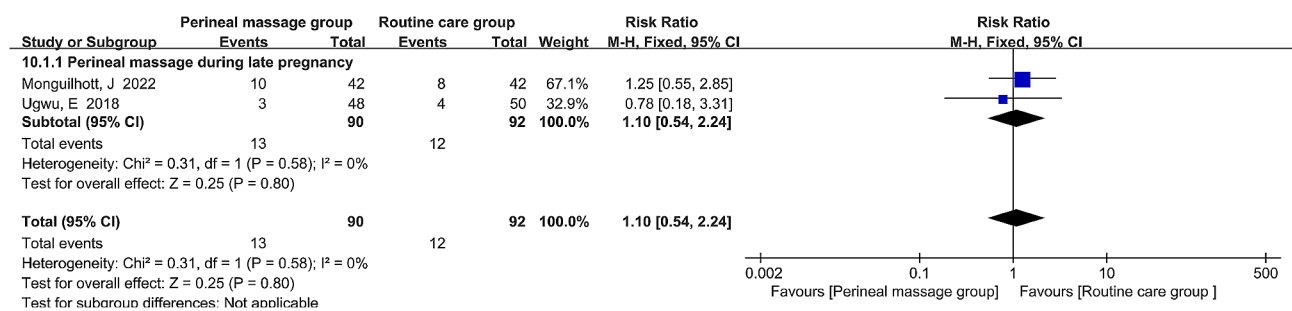 Perineal massage group Routine care group Risk Ratio Risk Ratio
Study or Subgroup Events Total Events Total Weight M-H, Fixed, 95% CI M-H, Fixed, 95% CI
10.1.1 Perineal massage during late pregnancy
Monguilhott, J 2022 10 42 8 42 67.1% 1.25 [0.55, 2.85]
Ugwu, E 2018 3 48 4 50 32.9% 0.78 [0.18, 3.31]
Subtotal (95% CI) 90 92 100.0% 1.10 [0.54, 2.24]
Total events 13 12
Heterogeneity: Chi² = 0.31, df = 1 (P = 0.58); I² = 0%
Test for overall effect: Z = 0.25 (P = 0.80)
Total (95% CI) 90 92 100.0% 1.10 [0.54, 2.24]
Total events 13 12
Heterogeneity: Chi² = 0.31, df = 1 (P = 0.58); I² = 0%
Test for overall effect: Z = 0.25 (P = 0.80)
Test for subgroup differences: Not applicable
0.002 0.1 1 10 500
Favours [Perineal massage group] Favours [Routine care group ]